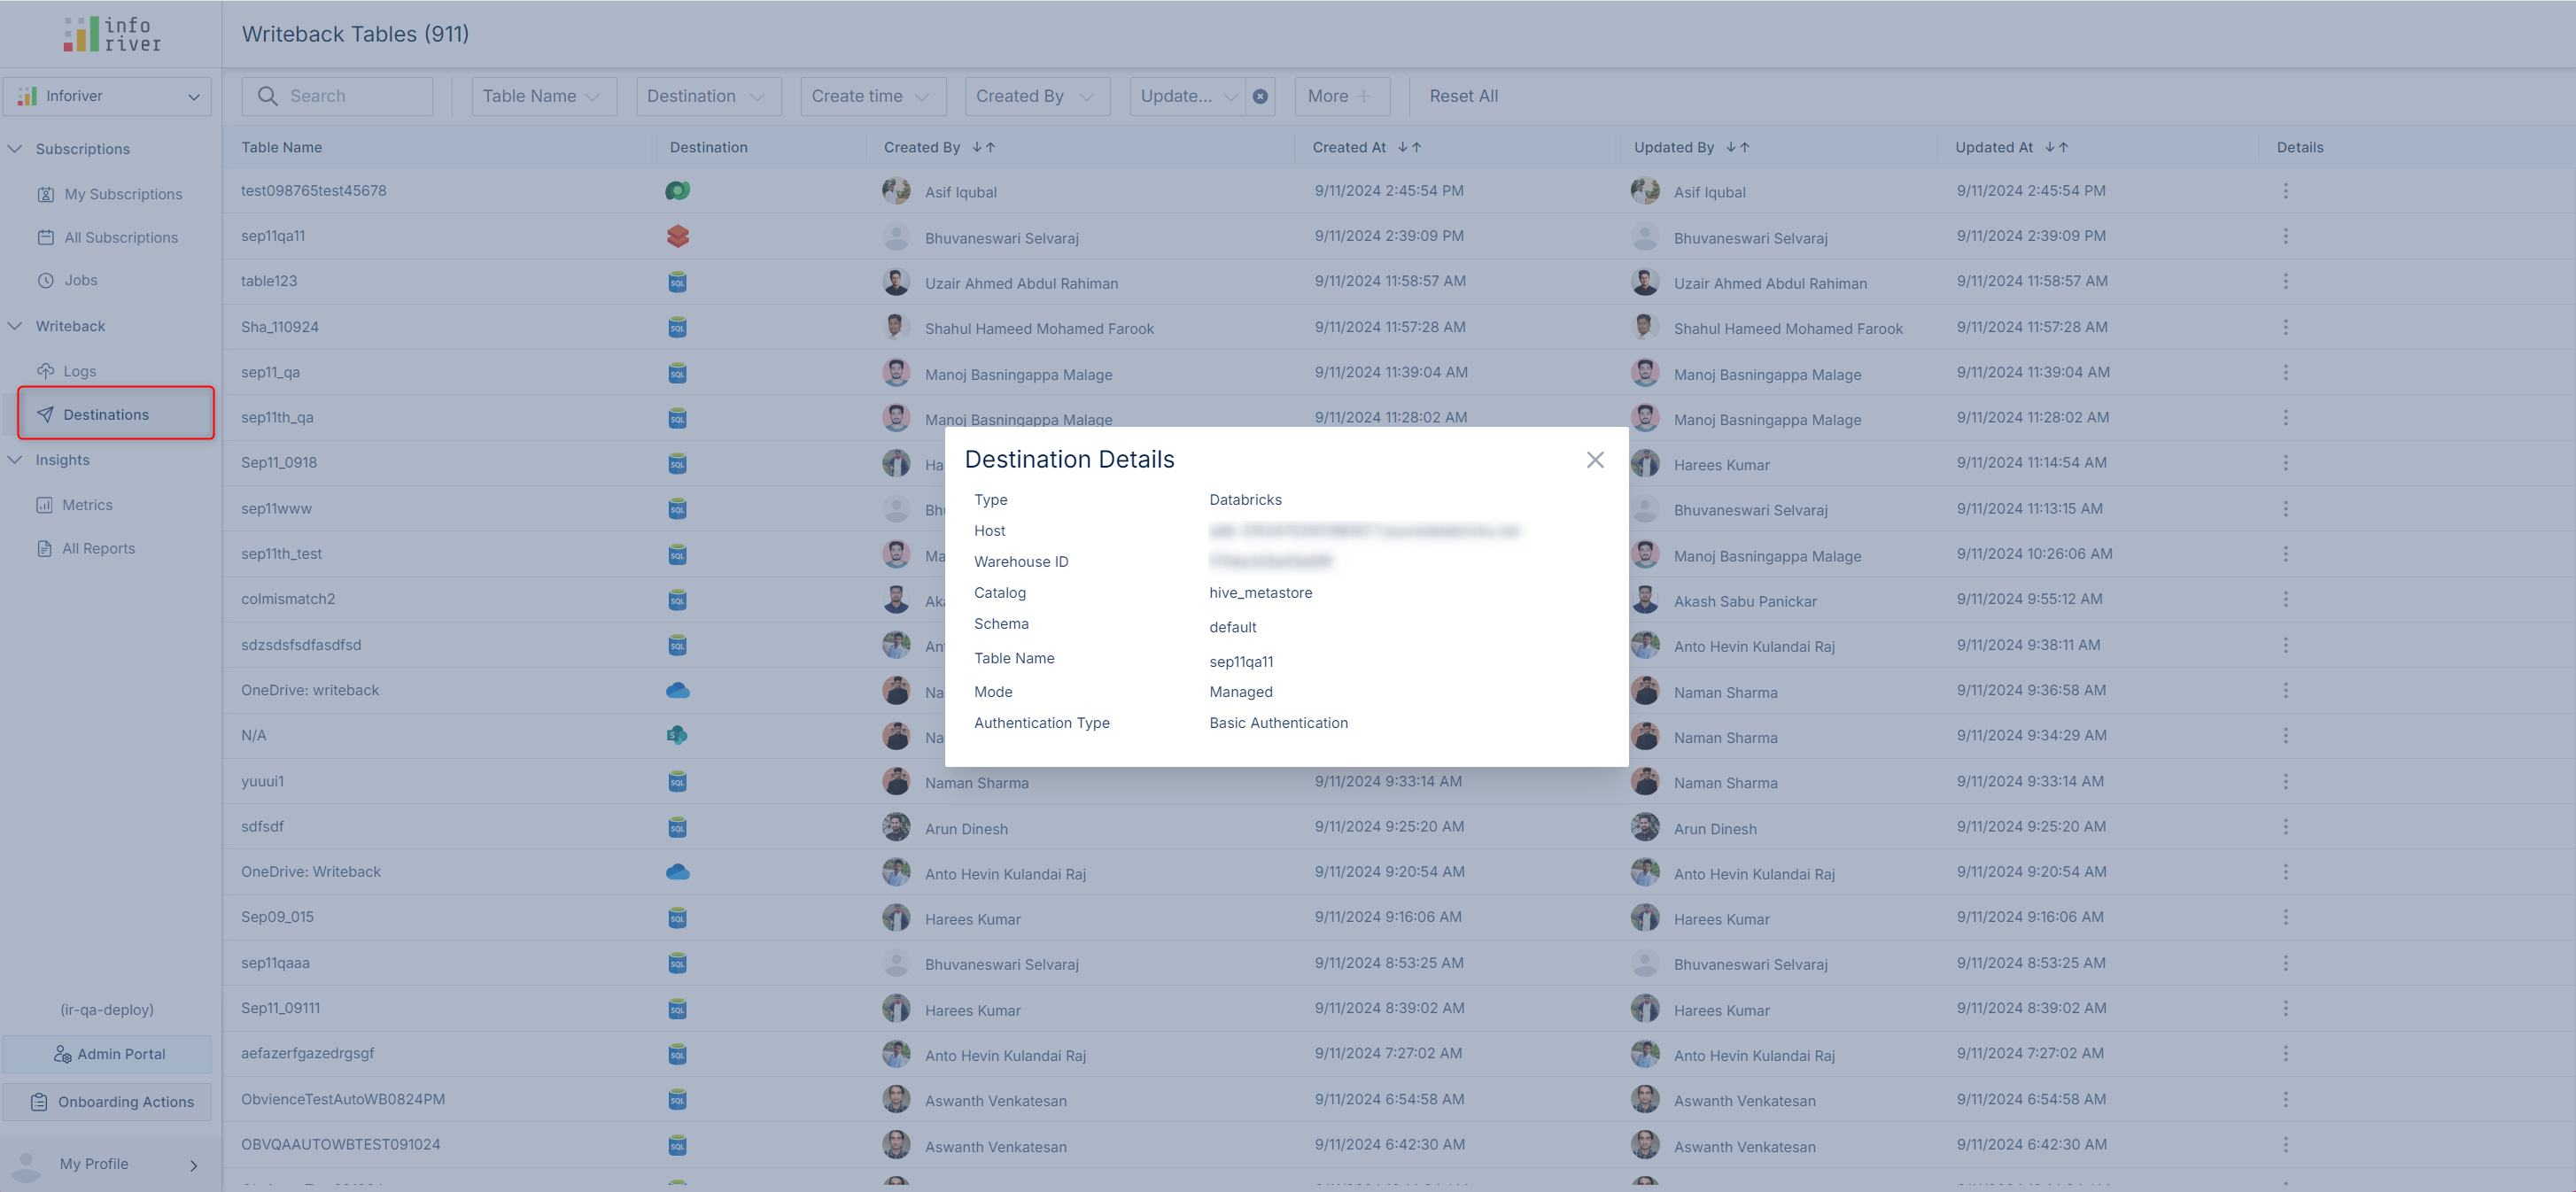 info
river
Writeback Tables (911)
Inforiver
Search
Table Name
Destination
Create time
Created By
Update...
More
Reset All
Subscriptions
My Subscriptions
All Subscriptions
Jobs
Writeback
Logs
Destinations
Insights
Metrics
All Reports
(ir-qa-deploy)
Admin Portal
Onboarding Actions
My Profile
Table Name Destination Created By Created At Updated By Updated At Details
test098765test45678 Asif Iqubal 9/11/2024 2:45:54 PM Asif Iqubal 9/11/2024 2:45:54 PM
sep11qa11 Bhuvaneswari Selvaraj 9/11/2024 2:39:09 PM Bhuvaneswari Selvaraj 9/11/2024 2:39:09 PM
table123 SQL Uzair Ahmed Abdul Rahiman 9/11/2024 11:58:57 AM Uzair Ahmed Abdul Rahiman 9/11/2024 11:58:57 AM
Sha_110924 SQL Shahul Hameed Mohamed Farook 9/11/2024 11:57:28 AM Shahul Hameed Mohamed Farook 9/11/2024 11:57:28 AM
sep11_qa SQL Manoj Basningappa Malage 9/11/2024 11:39:04 AM Manoj Basningappa Malage 9/11/2024 11:39:04 AM
sep11th_qa SQL Manoj Basningappa Malage 9/11/2024 11:28:02 AM Manoj Basningappa Malage 9/11/2024 11:28:02 AM
Sep11_0918 SQL Ha Harees Kumar 9/11/2024 11:14:54 AM
sep11www SQL Bhu Bhuvaneswari Selvaraj 9/11/2024 11:13:15 AM
sep11th_test SQL Ma Manoj Basningappa Malage 9/11/2024 10:26:06 AM
colmismatch2 SQL Aka Akash Sabu Panickar 9/11/2024 9:55:12 AM
sdzsdsfsdfasdfsd SQL An Anto Hevin Kulandai Raj 9/11/2024 9:38:11 AM
OneDrive: writeback Na Naman Sharma 9/11/2024 9:36:58 AM
N/A S Na Naman Sharma 9/11/2024 9:34:29 AM
yuuui1 SQL Naman Sharma 9/11/2024 9:33:14 AM Naman Sharma 9/11/2024 9:33:14 AM
sdfsdf SQL Arun Dinesh 9/11/2024 9:25:20 AM Arun Dinesh 9/11/2024 9:25:20 AM
OneDrive: Writeback Anto Hevin Kulandai Raj 9/11/2024 9:20:54 AM Anto Hevin Kulandai Raj 9/11/2024 9:20:54 AM
Sep09_015 SQL Harees Kumar 9/11/2024 9:16:06 AM Harees Kumar 9/11/2024 9:16:06 AM
sep11qaaa SQL Bhuvaneswari Selvaraj 9/11/2024 8:53:25 AM Bhuvaneswari Selvaraj 9/11/2024 8:53:25 AM
Sep11_09111 SQL Harees Kumar 9/11/2024 8:39:02 AM Harees Kumar 9/11/2024 8:39:02 AM
aefazerfgazedrgsgf SQL Anto Hevin Kulandai Raj 9/11/2024 7:27:02 AM Anto Hevin Kulandai Raj 9/11/2024 7:27:02 AM
ObvienceTestAutoWB0824PM SQL Aswanth Venkatesan 9/11/2024 6:54:58 AM Aswanth Venkatesan 9/11/2024 6:54:58 AM
OBVQAAUTOWBTEST091024 SQL Aswanth Venkatesan 9/11/2024 6:42:30 AM Aswanth Venkatesan 9/11/2024 6:42:30 AM
Destination Details
Type Databricks
Host
Warehouse ID
Catalog hive_metastore
Schema default
Table Name sep11qa11
Mode Managed
Authentication Type Basic Authentication